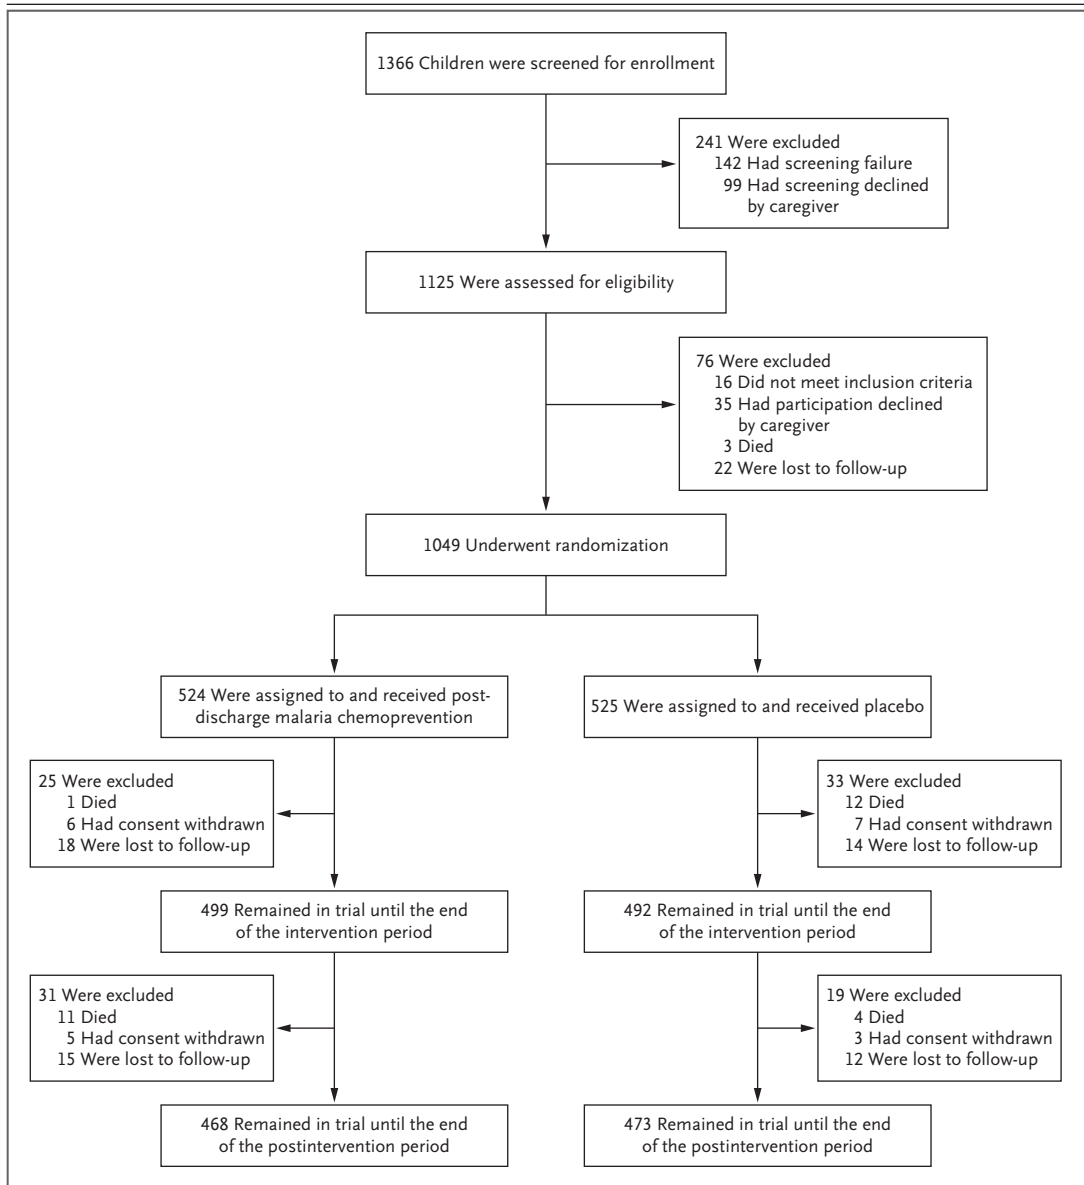 1366 Children were screened for enrollment
241 Were excluded
142 Had screening failure
99 Had screening declined
by caregiver
1125 Were assessed for eligibility
76 Were excluded
16 Did not meet inclusion criteria
35 Had participation declined
by caregiver
3 Died
22 Were lost to follow-up
1049 Underwent randomization
524 Were assigned to and received post-
discharge malaria chemoprevention
525 Were assigned to and received placebo
25 Were excluded
1 Died
6 Had consent withdrawn
18 Were lost to follow-up
33 Were excluded
12 Died
7 Had consent withdrawn
14 Were lost to follow-up
499 Remained in trial until the end
of the intervention period
492 Remained in trial until the end
of the intervention period
31 Were excluded
11 Died
5 Had consent withdrawn
15 Were lost to follow-up
19 Were excluded
4 Died
3 Had consent withdrawn
12 Were lost to follow-up
468 Remained in trial until the end
of the postintervention period
473 Remained in trial until the end
of the postintervention period